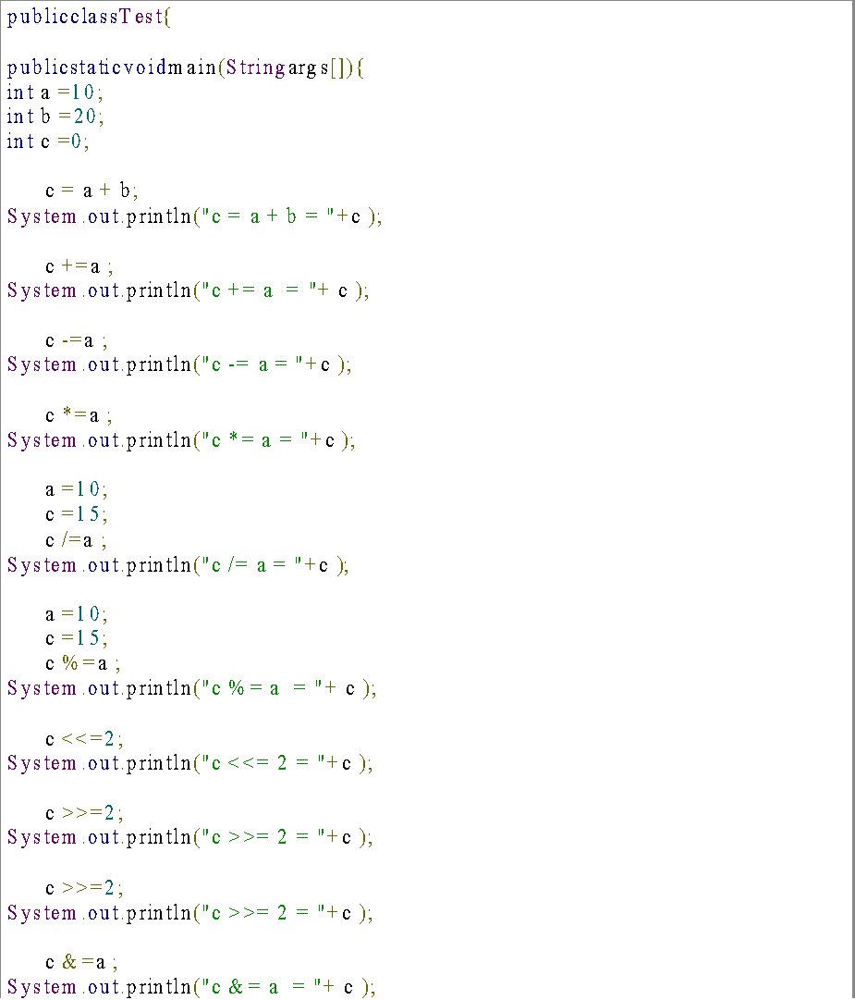 publicclassTest{
publicstaticvoidmain(Stringargs[]){
int a =10;
int b =20;
int c =0;
c = a + b;
System.out.println("c = a + b = "+c );
c +=a ;
System.out.println("c += a  = "+ c );
c -=a ;
System.out.println("c -= a = "+c );
c *=a ;
System.out.println("c *= a = "+c );
a =10;
c =15;
c /=a ;
System.out.println("c /= a = "+c );
a =10;
c =15;
c %=a ;
System.out.println("c %= a  = "+ c );
c <<=2;
System.out.println("c <<= 2 = "+c );
c >>=2;
System.out.println("c >>= 2 = "+c );
c >>=2;
System.out.println("c >>= 2 = "+c );
c &=a ;
System.out.println("c &= a  = "+ c );